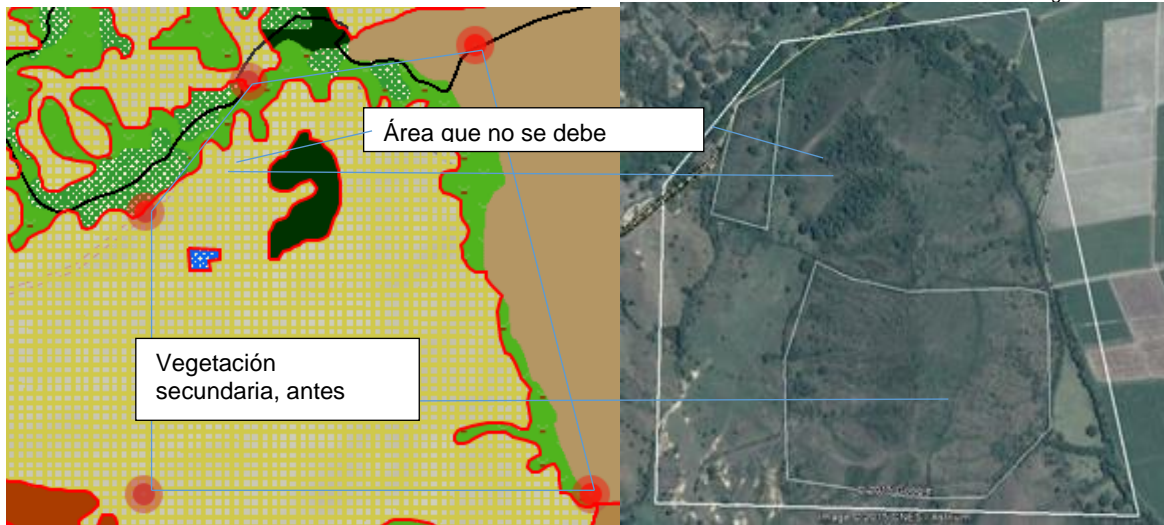 Área que no se debe
Vegetación
secundaria, antes